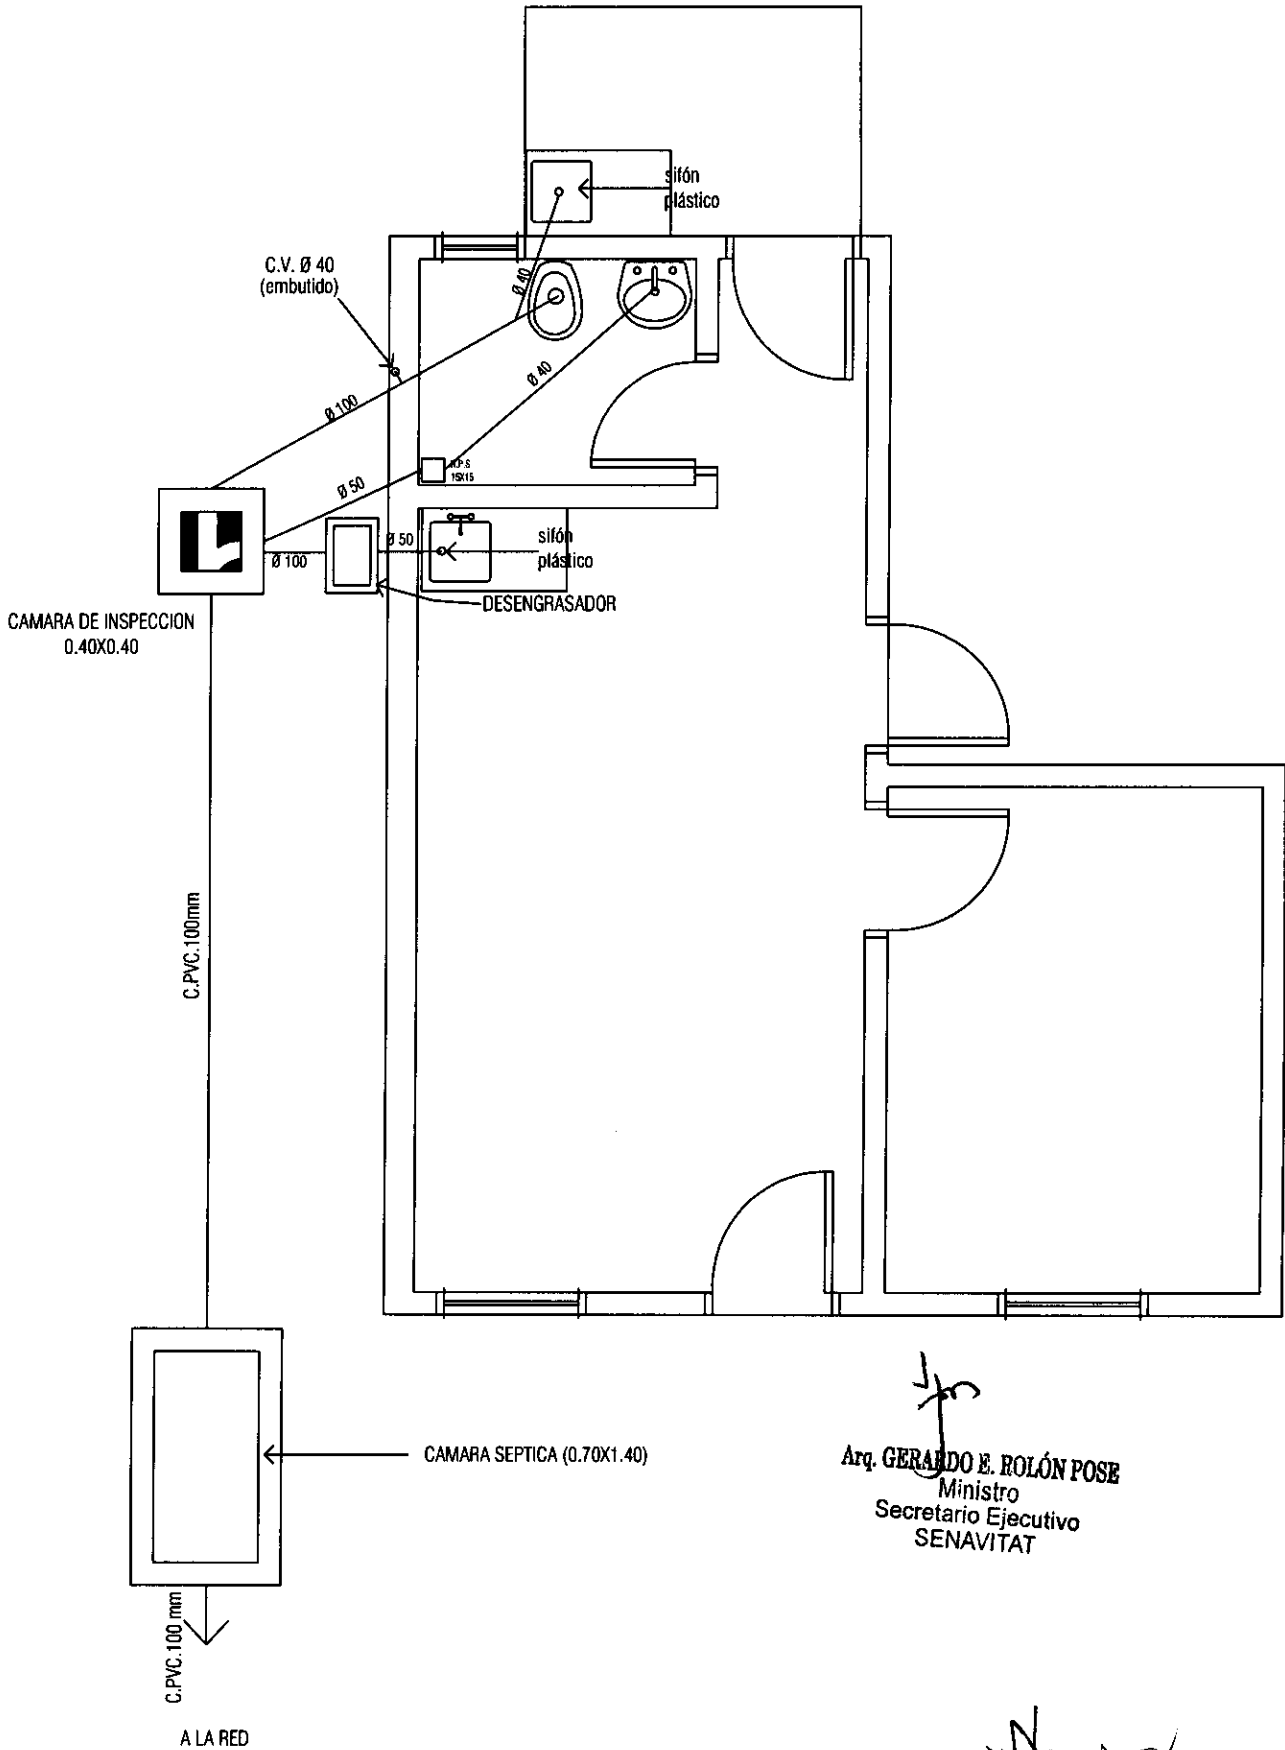 sifón
plástico
C.V. Ø 40
(embutido)
Ø 40
Ø 40
Ø 100
15X15
Ø 50
sifón
plástico
Ø 50
Ø 100
DESENGRASADOR
CAMARA DE INSPECCION
0.40X0.40
C.PVC.100mm
CAMARA SEPTICA (0.70X1.40)
Arq. GERARDO E. ROLÓN POSE
Ministro
Secretario Ejecutivo
SENAVITAT
C.PVC.100 mm
A LA RED